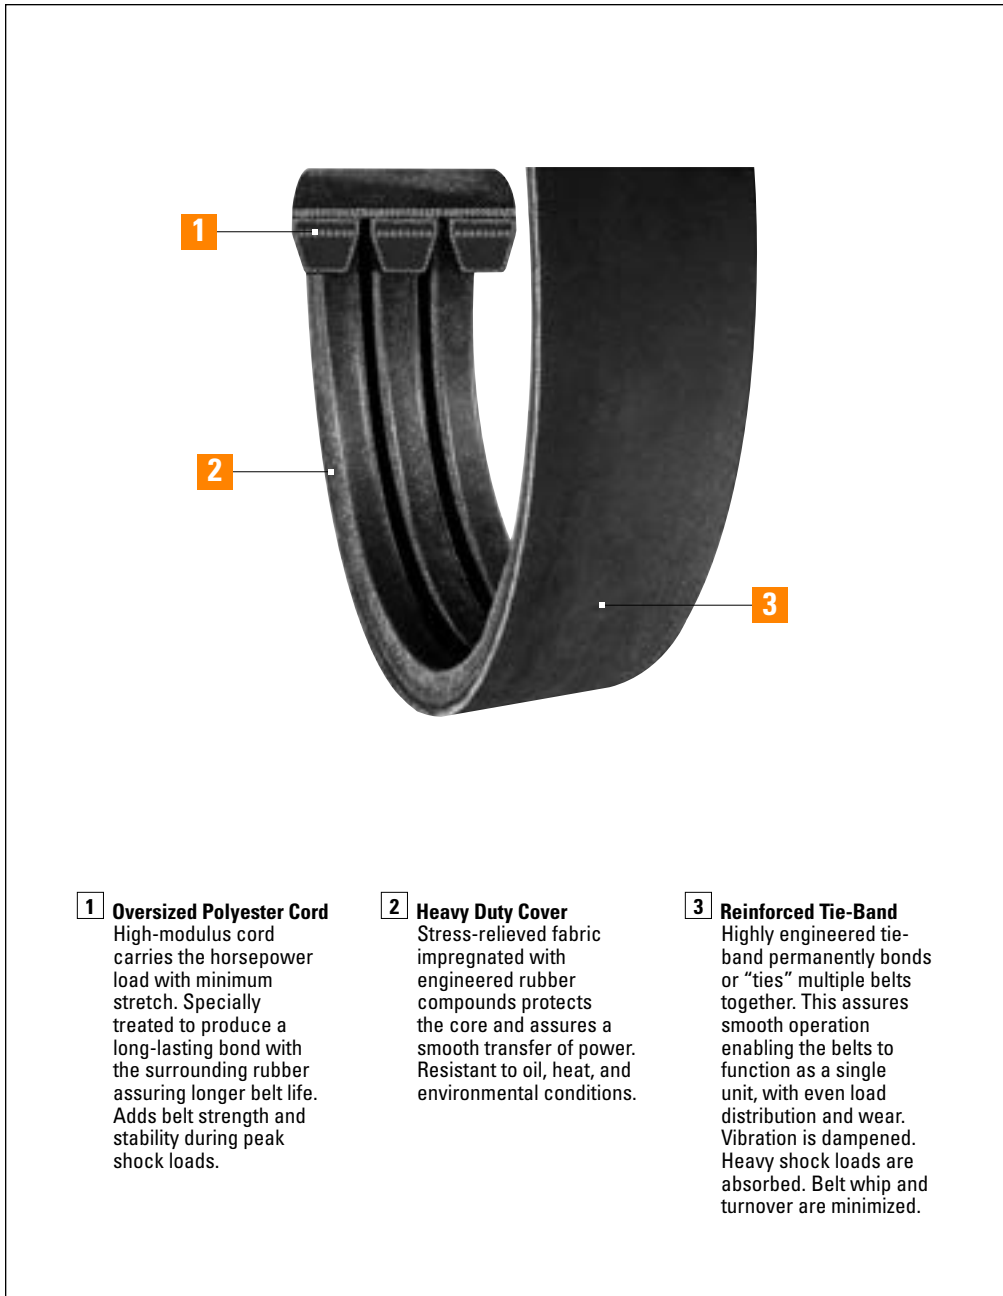 1
2
3
1 Oversized Polyester Cord
High-modulus cord
carries the horsepower
load with minimum
stretch. Specially
treated to produce a
long-lasting bond with
the surrounding rubber
assuring longer belt life.
Adds belt strength and
stability during peak
shock loads.
2 Heavy Duty Cover
Stress-relieved fabric
impregnated with
engineered rubber
compounds protects
the core and assures a
smooth transfer of power.
Resistant to oil, heat, and
environmental conditions.
3 Reinforced Tie-Band
Highly engineered tie-
band permanently bonds
or “ties” multiple belts
together. This assures
smooth operation
enabling the belts to
function as a single
unit, with even load
distribution and wear.
Vibration is dampened.
Heavy shock loads are
absorbed. Belt whip and
turnover are minimized.